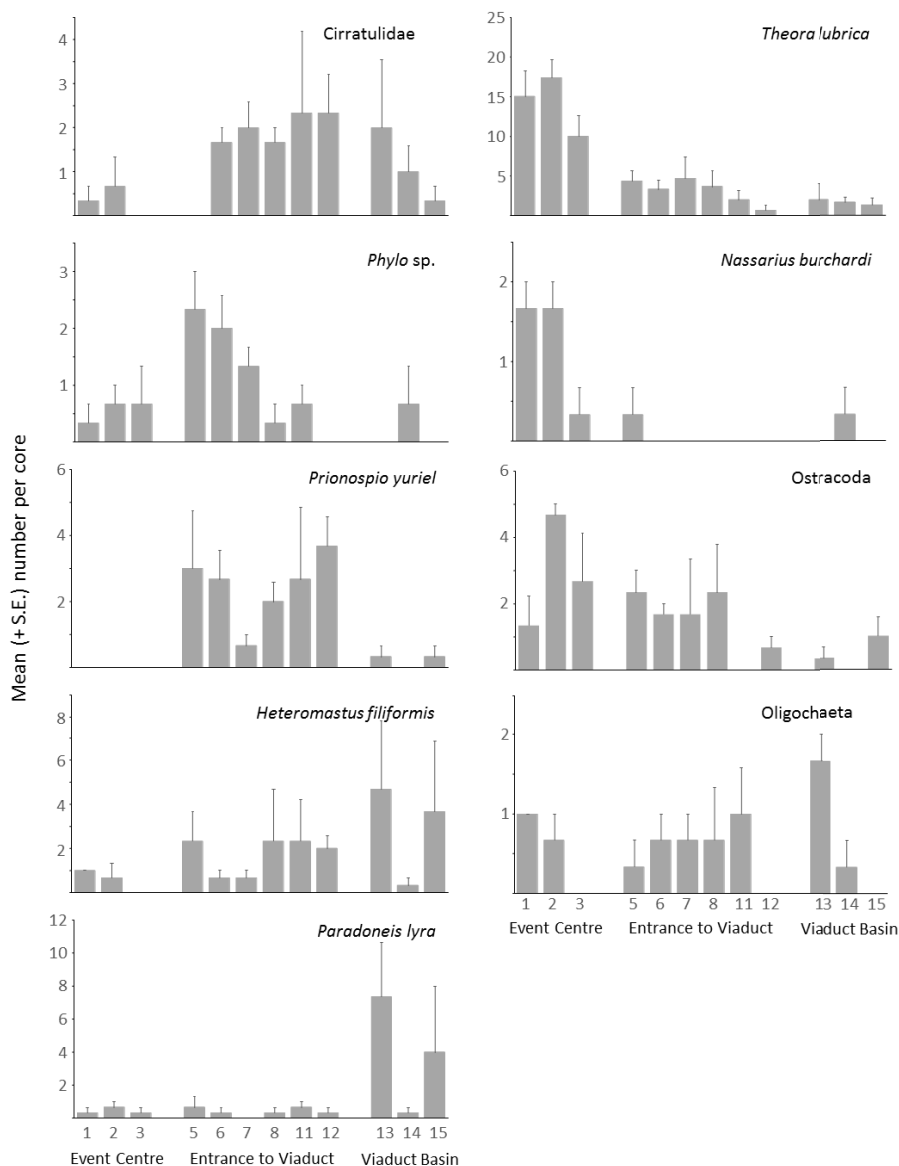 Mean (+ S.E.) number per core
Cirratulidae
4
3
2
1
Phylo sp.
3
2
1
Prionospio yuriel
6
4
2
Heteromastus filiformis
8
6
4
2
Paradoneis lyra
12
10
8
6
4
2
1 2 3 5 6 7 8 11 12 13 14 15
Event Centre Entrance to Viaduct Viaduct Basin
Theora lubrica
25
20
15
10
5
Nassarius burchardi
2
1
Ostracoda
6
4
2
Oligochaeta
2
1
1 2 3 5 6 7 8 11 12 13 14 15
Event Centre Entrance to Viaduct Viaduct Basin